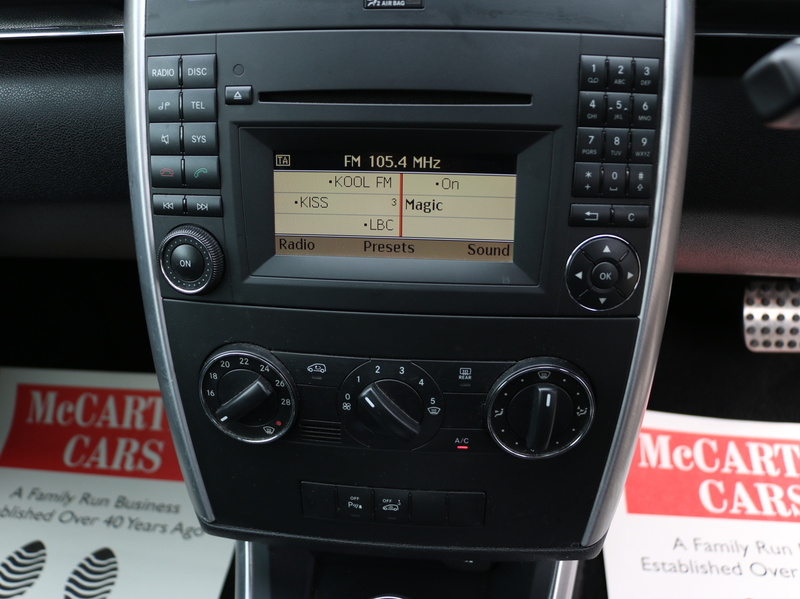 2 AIR BAG
RADIO DISC
TEL
SYS
ON
TA FM 105.4 MHz
•KOOL FM •On
•KISS 3 Magic
•LBC
Radio Presets Sound
1 2 ABC 3 DEF
4 GHI 5 JKL 6 MNO
7 PQRS 8 TUV 9 WXYZ
* 0 #
+
C
OK
16 18 20 22 24 26 28
0 1 2 3 4 5
REAR
A/C
OFF OFF
McCART
CARS
A Family Run Business
Established Over 40 Years Ago
McCART
CARS
A Family Run
Established Over